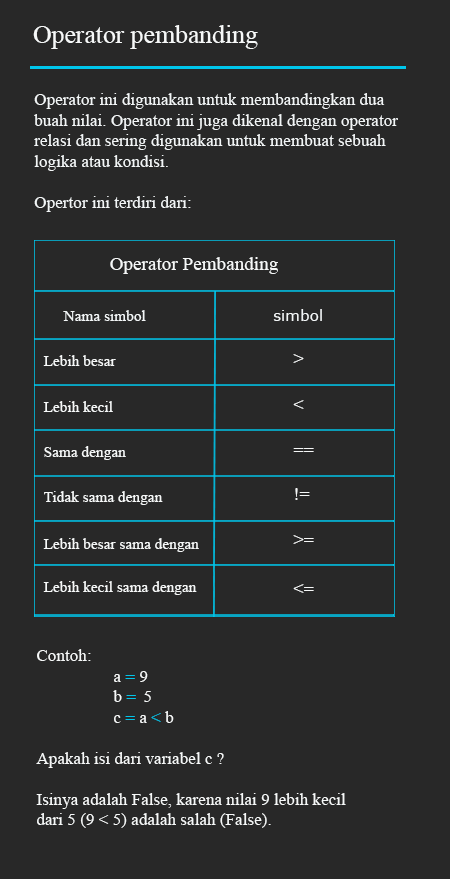 Operator pembanding
Operator ini digunakan untuk membandingkan dua
buah nilai. Operator ini juga dikenal dengan operator
relasi dan sering digunakan untuk membuat sebuah
logika atau kondisi.
Opertor ini terdiri dari:
Operator Pembanding
Nama simbol simbol
Lebih besar >
Lebih kecil <
Sama dengan ==
Tidak sama dengan !=
Lebih besar sama dengan >=
Lebih kecil sama dengan <=
Contoh:
a = 9
b = 5
c = a < b
Apakah isi dari variabel c ?
Isinya adalah False, karena nilai 9 lebih kecil
dari 5 (9 < 5) adalah salah (False).